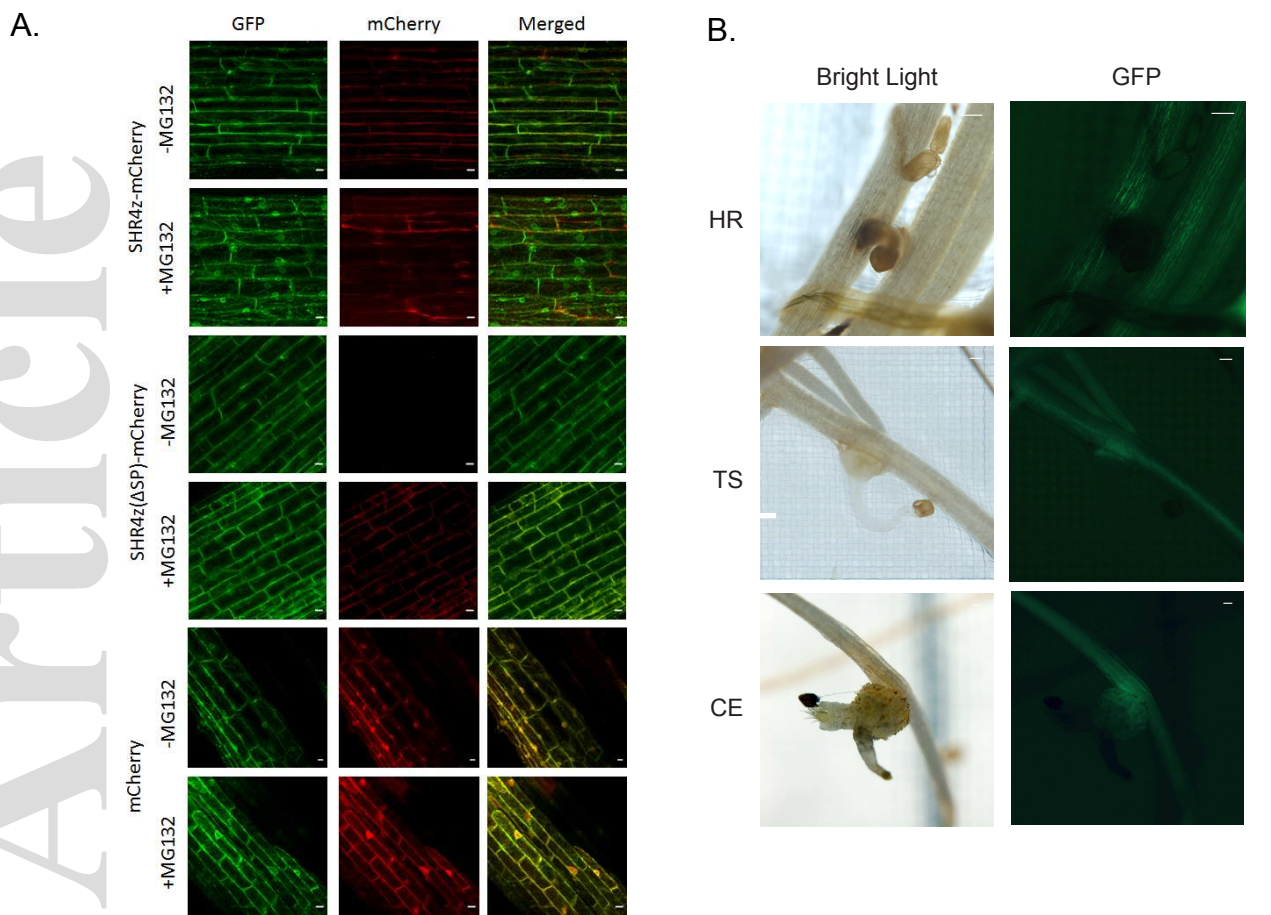 A.
GFP mCherry Merged
SHR4z-mCherry
-MG132
+MG132
SHR4z(ΔSP)-mCherry
-MG132
+MG132
mCherry
-MG132
+MG132
B.
Bright Light GFP
HR
TS
CE
Article